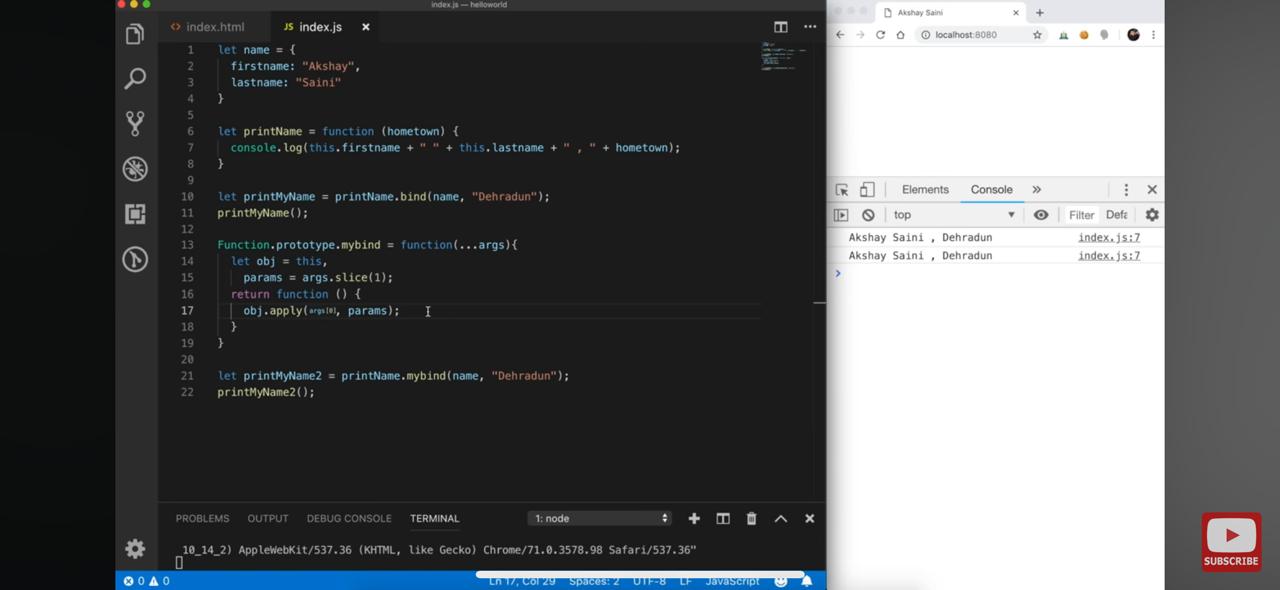 index.js — helloworld
index.html
JS index.js
1 let name = {
2 firstname: "Akshay",
3 lastname: "Saini"
4 }
5
6 let printName = function (hometown) {
7 console.log(this.firstname + " " + this.lastname + " , " + hometown);
8 }
9
10 let printMyName = printName.bind(name, "Dehradun");
11 printMyName();
12
13 Function.prototype.mybind = function(...args){
14 let obj = this,
15 params = args.slice(1);
16 return function () {
17 obj.apply(args[0], params);
18 }
19 }
20
21 let printMyName2 = printName.mybind(name, "Dehradun");
22 printMyName2();
PROBLEMS OUTPUT DEBUG CONSOLE TERMINAL 1: node
10_14_2) AppleWebKit/537.36 (KHTML, like Gecko) Chrome/71.0.3578.98 Safari/537.36"
0 0 Ln 17, Col 29 Spaces: 2 UTF-8 LF JavaScript
Akshay Saini
localhost:8080
Elements Console »
top Filter Defa
Akshay Saini , Dehradun index.js:7
Akshay Saini , Dehradun index.js:7
SUBSCRIBE